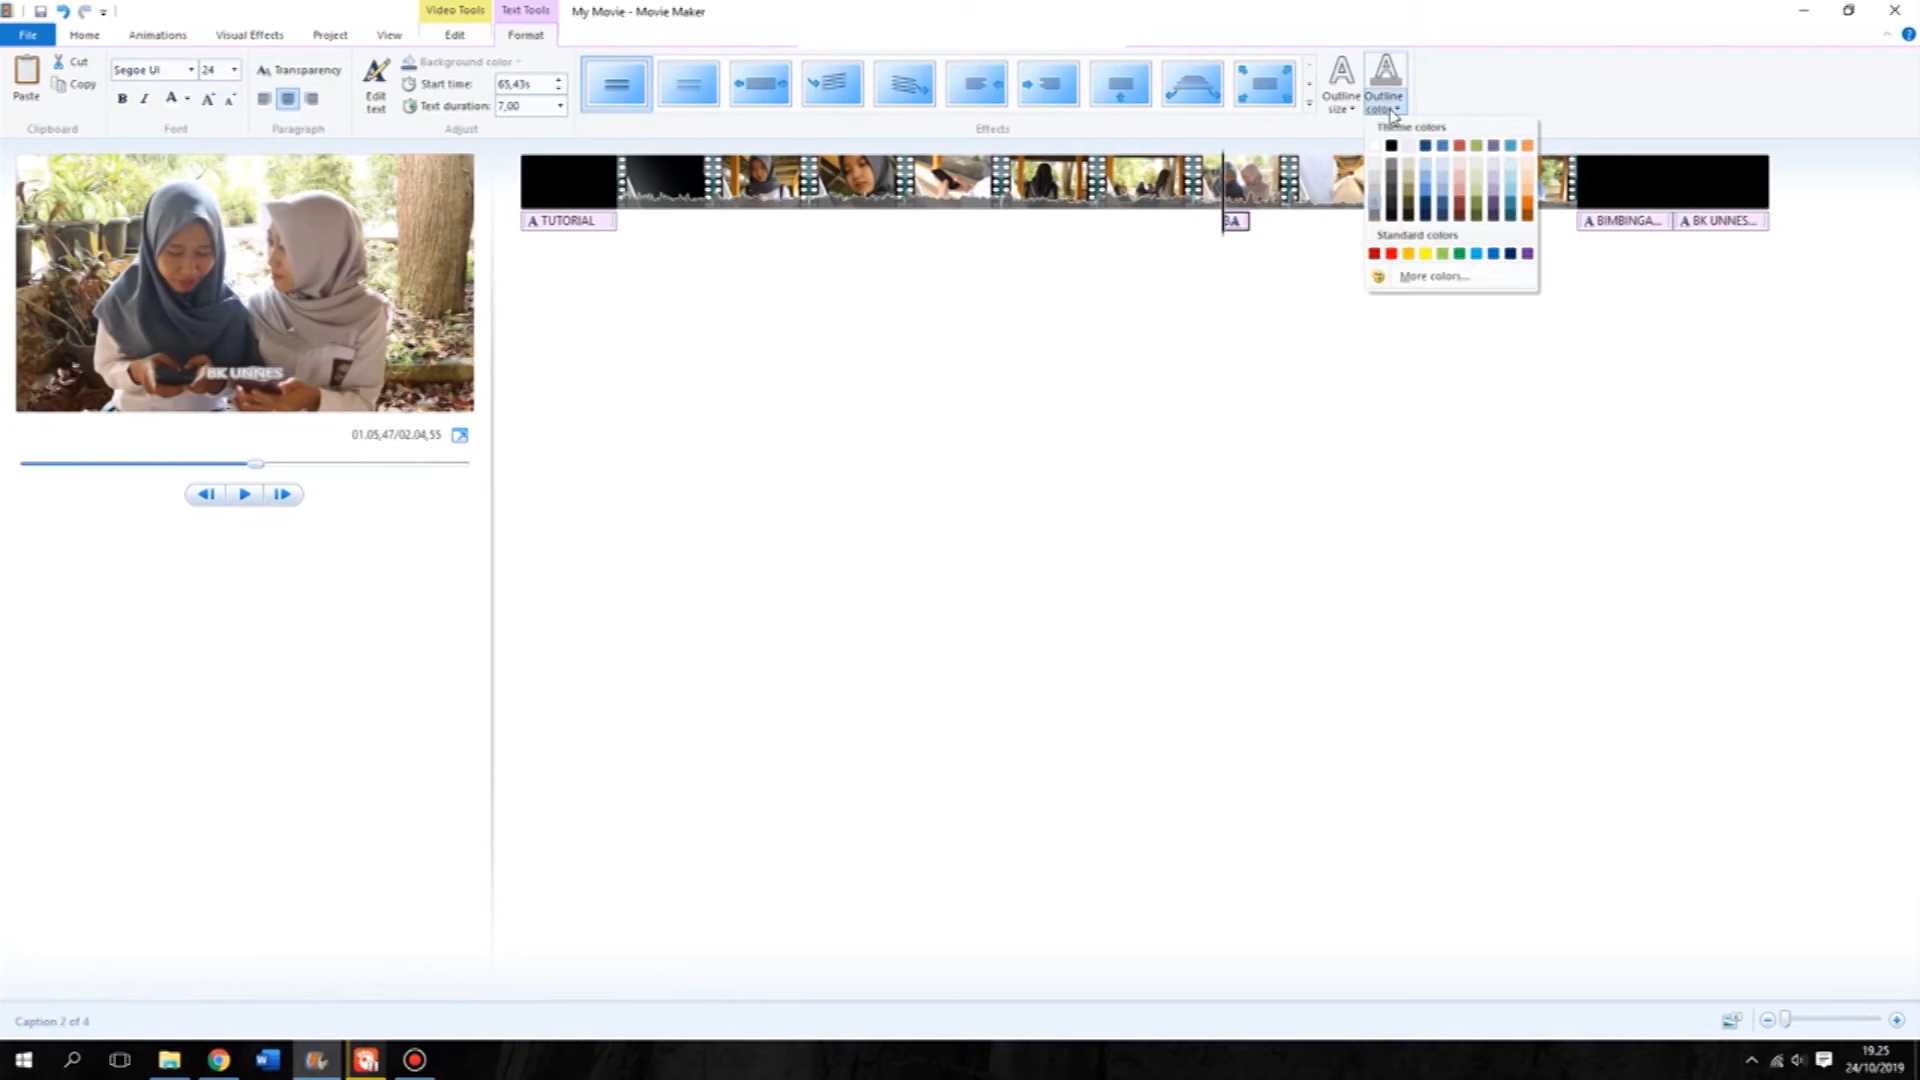 Video Tools
Text Tools
My Movie - Movie Maker
File
Home
Animations
Visual Effects
Project
View
Edit
Format
Paste
Cut
Copy
Clipboard
Segoe UI
24
B
I
A
Font
Transparency
Paragraph
Edit
text
Background color
Start time:
65,43s
Text duration:
7,00
Adjust
Effects
Outline
size
Outline
color
Theme colors
Standard colors
More colors...
TUTORIAL
BIMBINGA...
BK UNNES...
BK UNNES
01.05,47/02.04,55
Caption 2 of 4
19.25
24/10/2019